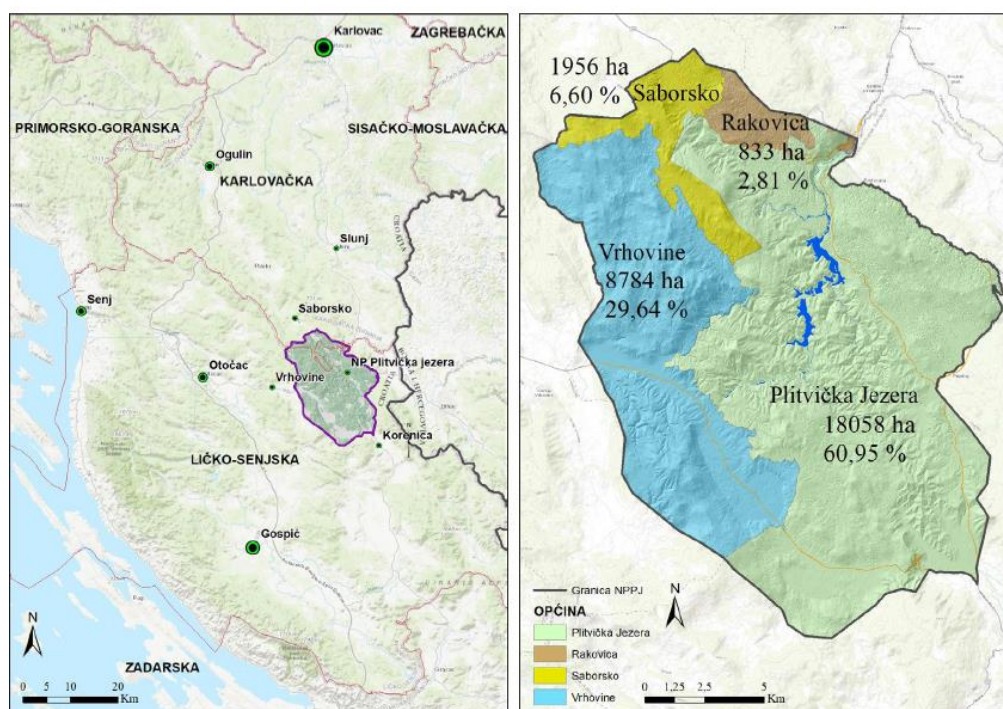 Karlovac
ZAGREBAČKA
PRIMORSKO-GORANSKA
SISAČKO-MOSLAVAČKA
Ogulin
KARLOVAČKA
Slunj
Senj
Saborsko
Otočac
NP Plitvička jezera
Vrhovine
Korenica
LIČKO-SENJSKA
Gospić
ZADARSKA
N
0 5 10 20
Km
1956 ha
6,60 %
Saborsko
Rakovica
833 ha
2,81 %
Vrhovine
8784 ha
29,64 %
Plitvička Jezera
18058 ha
60,95 %
Granica NPPJ
N
OPĆINA
Plitvička Jezera
Rakovica
Saborsko
Vrhovine
0 1,25 2,5 5
Km